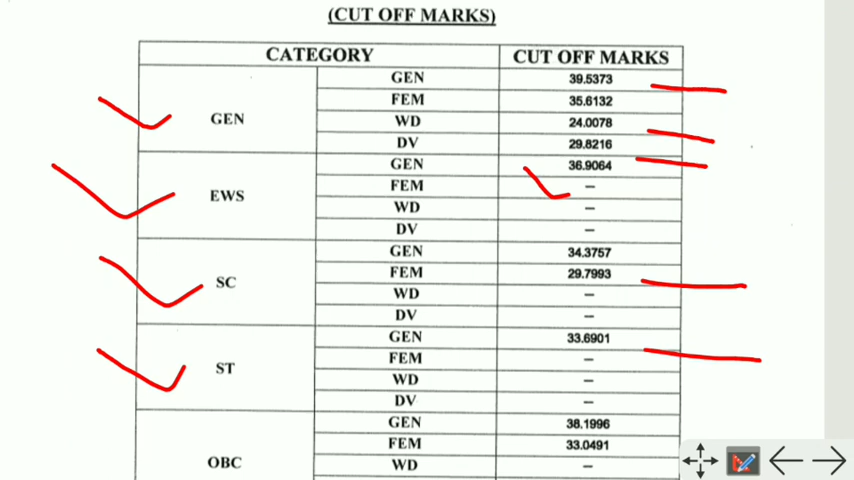 (CUT OFF MARKS)
CATEGORY CUT OFF MARKS
GEN GEN 39.5373
FEM 35.6132
WD 24.0078
DV 29.8216
EWS GEN 36.9064
FEM –
WD –
DV –
SC GEN 34.3757
FEM 29.7993
WD –
DV –
ST GEN 33.6901
FEM –
WD –
DV –
OBC GEN 38.1996
FEM 33.0491
WD –